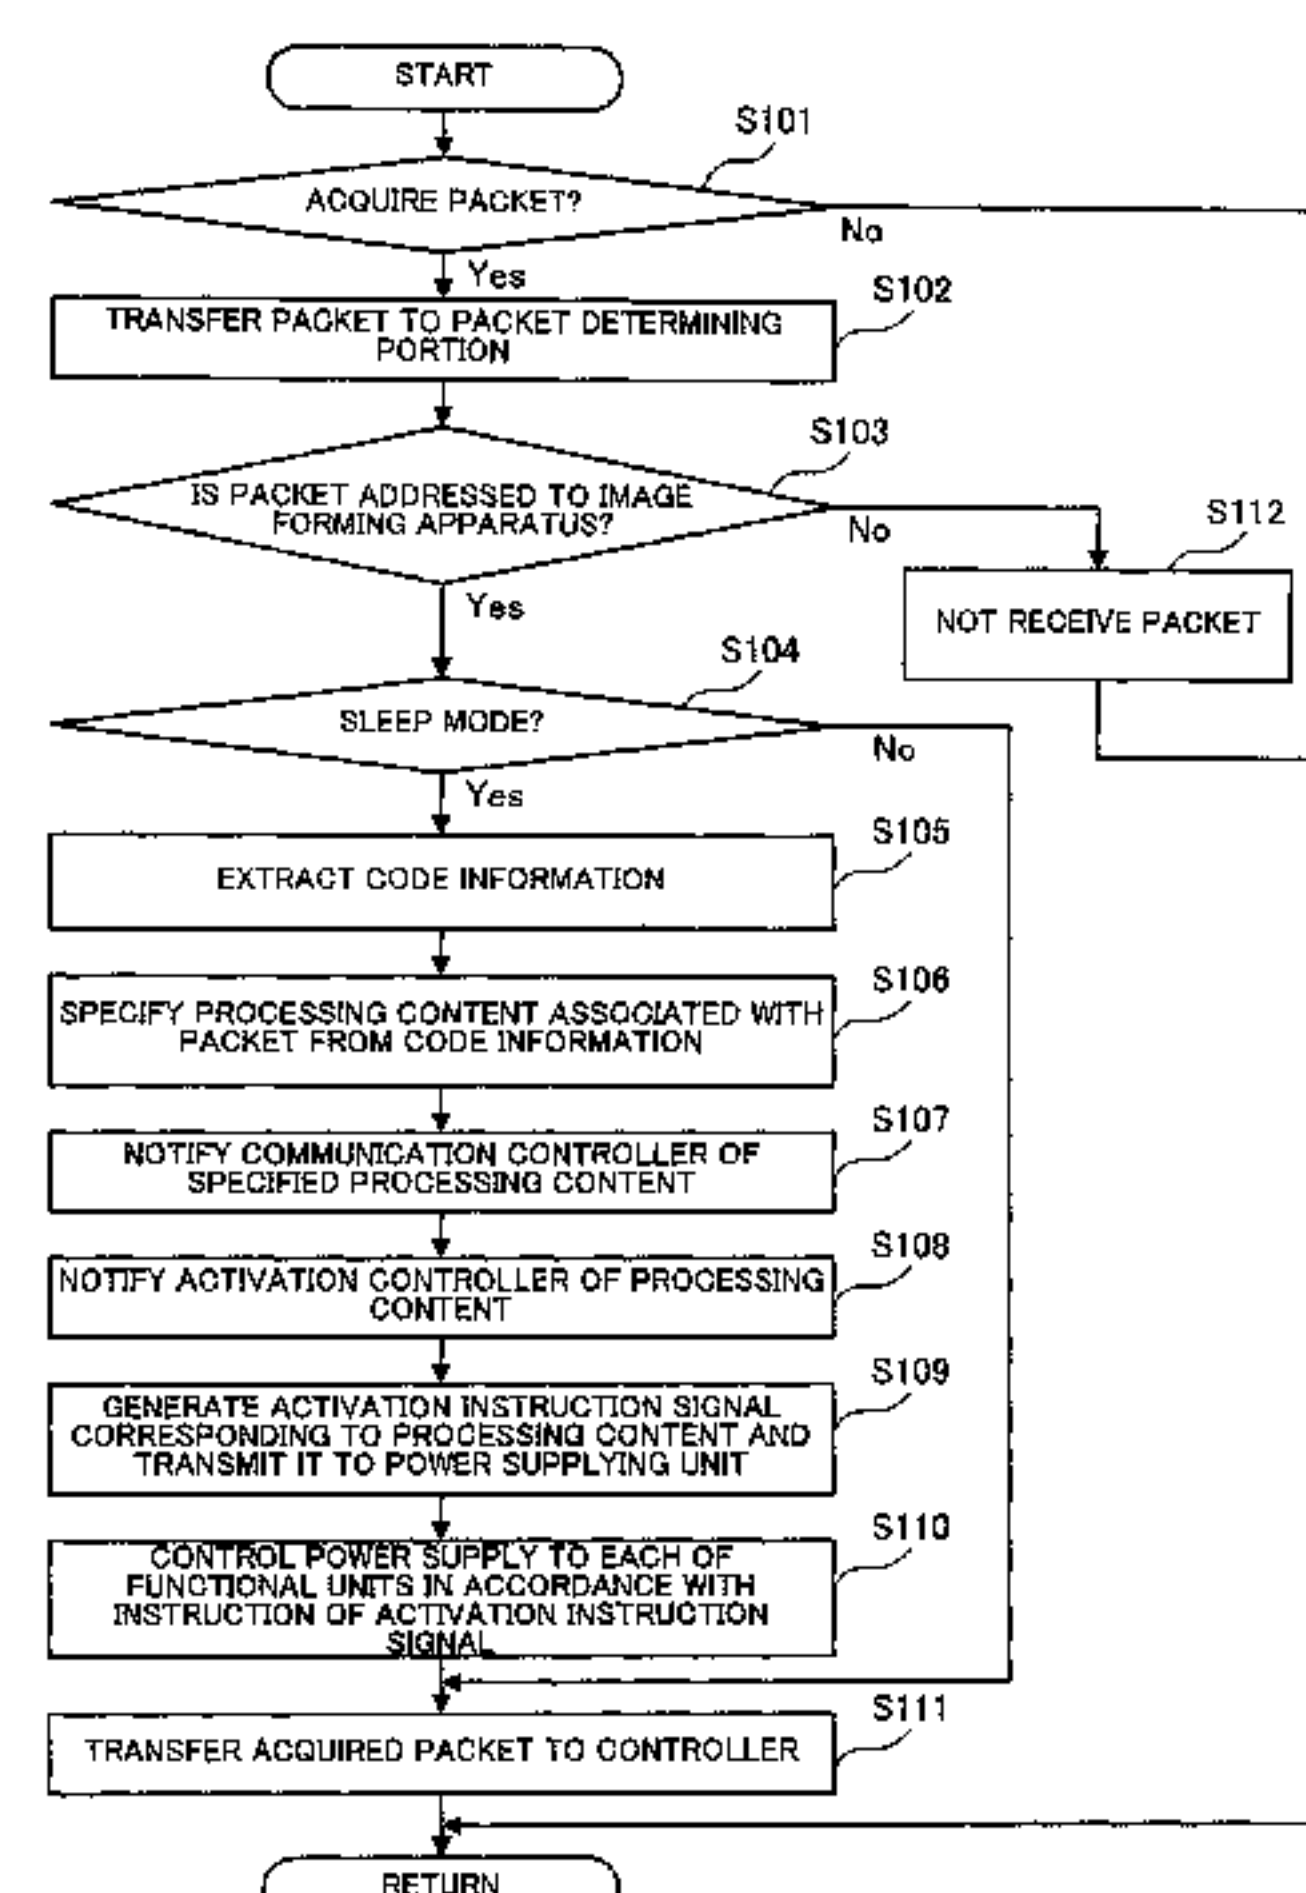 START
S101
ACQUIRE PACKET?
No
Yes
S102
TRANSFER PACKET TO PACKET DETERMINING
PORTION
S103
IS PACKET ADDRESSED TO IMAGE
FORMING APPARATUS?
No
Yes
S112
NOT RECEIVE PACKET
S104
SLEEP MODE?
No
Yes
S105
EXTRACT CODE INFORMATION
S106
SPECIFY PROCESSING CONTENT ASSOCIATED WITH
PACKET FROM CODE INFORMATION
S107
NOTIFY COMMUNICATION CONTROLLER OF
SPECIFIED PROCESSING CONTENT
S108
NOTIFY ACTIVATION CONTROLLER OF PROCESSING
CONTENT
S109
GENERATE ACTIVATION INSTRUCTION SIGNAL
CORRESPONDING TO PROCESSING CONTENT AND
TRANSMIT IT TO POWER SUPPLYING UNIT
S110
CONTROL POWER SUPPLY TO EACH OF
FUNCTIONAL UNITS IN ACCORDANCE WITH
INSTRUCTION OF ACTIVATION INSTRUCTION
SIGNAL
S111
TRANSFER ACQUIRED PACKET TO CONTROLLER
RETURN